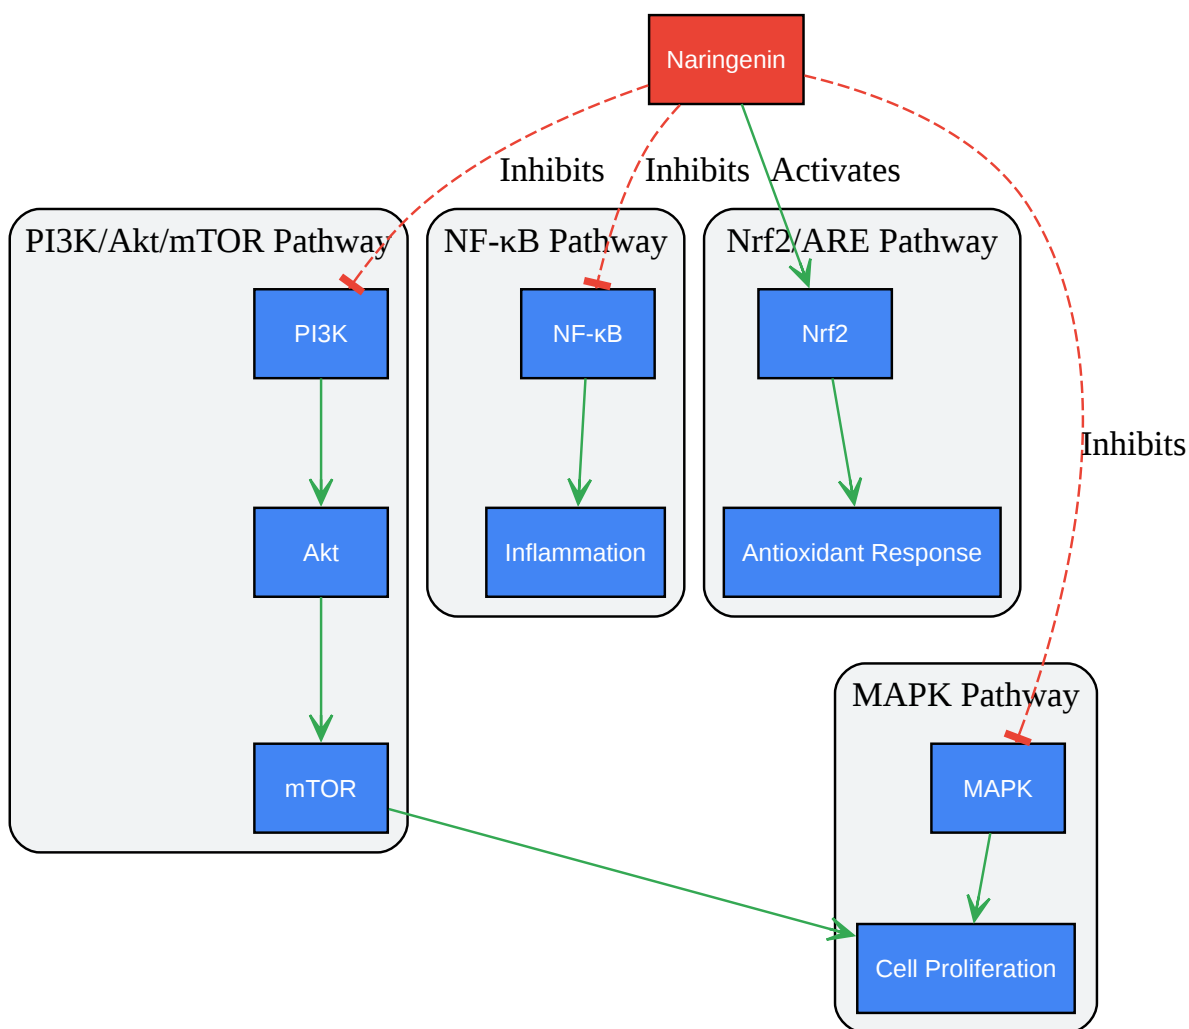 Naringenin
Inhibits
Inhibits
Activates
PI3K/Akt/mTOR Pathway
NF-κB Pathway
Nrf2/ARE Pathway
PI3K
NF-κB
Nrf2
Inhibits
Akt
Inflammation
Antioxidant Response
MAPK Pathway
mTOR
MAPK
Cell Proliferation